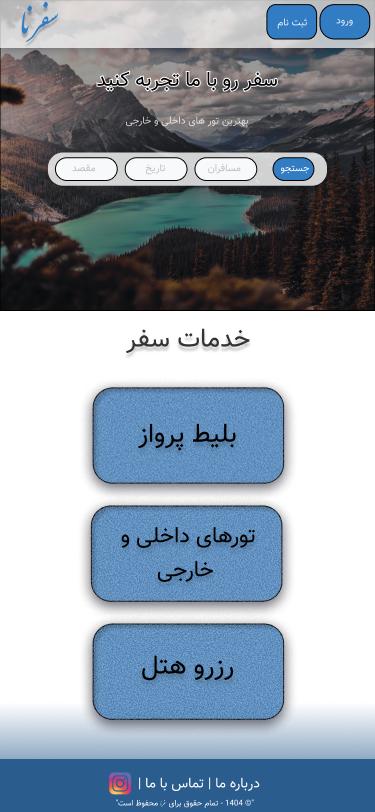 ورود
ثبت نام
سفرنا
سفر رو با ما تجربه کنید
بهترین تور های داخلی و خارجی
جستجو
مسافران
تاریخ
مقصد
خدمات سفر
بلیط پرواز
تورهای داخلی و
خارجی
رزرو هتل
درباره ما | تماس با ما |
"© 1404 - تمام حقوق برای محفوظ است"